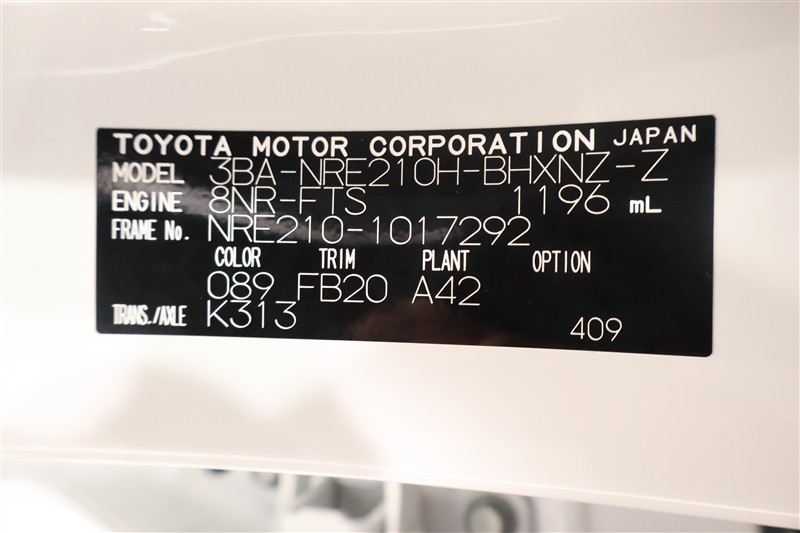 TOYOTA MOTOR CORPORATION JAPAN
MODEL 3BA-NRE210H-BHXNZ-Z
ENGINE 8NR-FTS 1196 mL
FRAME No. NRE210-1017292
COLOR TRIM PLANT OPTION
089 FB20 A42
TRANS./AXLE K313
409